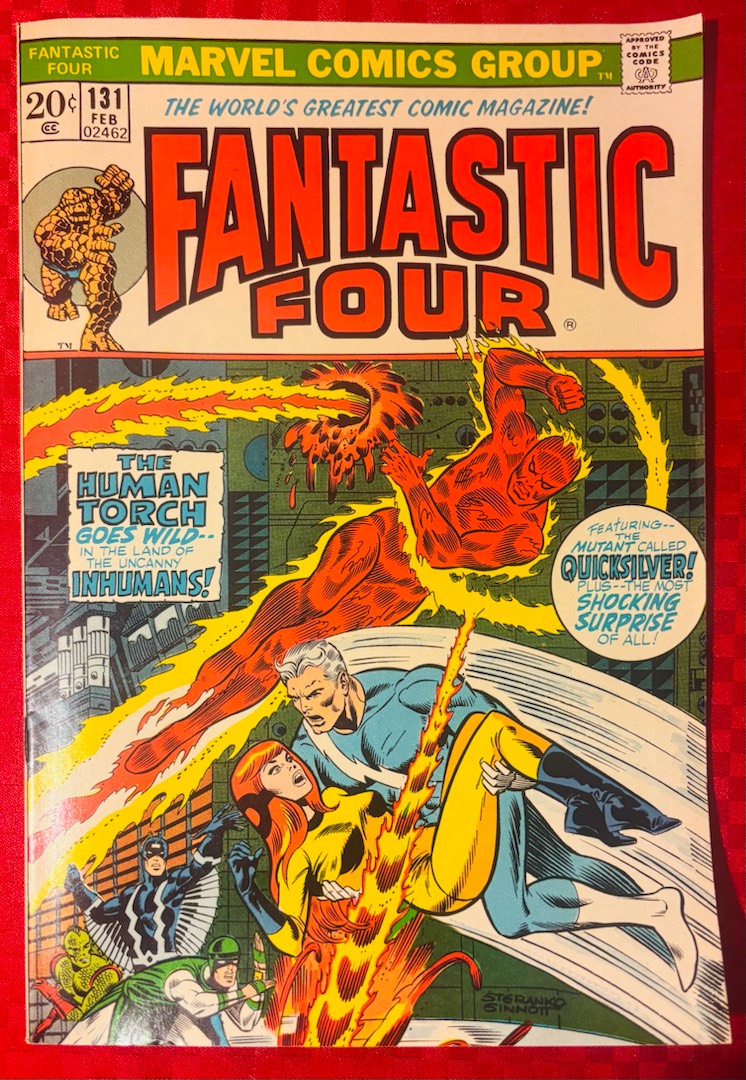 FANTASTIC
FOUR
MARVEL COMICS GROUP TM
APPROVED
BY THE
COMICS
CODE
CA
AUTHORITY
20¢
CC
131
FEB
02462
THE WORLD'S GREATEST COMIC MAGAZINE!
FANTASTIC
FOUR ®
TM
THE
HUMAN
TORCH
GOES WILD--
IN THE LAND OF
THE UNCANNY
INHUMANS!
FEATURING--
THE
MUTANT CALLED
QUICKSILVER!
PLUS--THE MOST
SHOCKING
SURPRISE
OF ALL!
STERANKO
SINNOTT